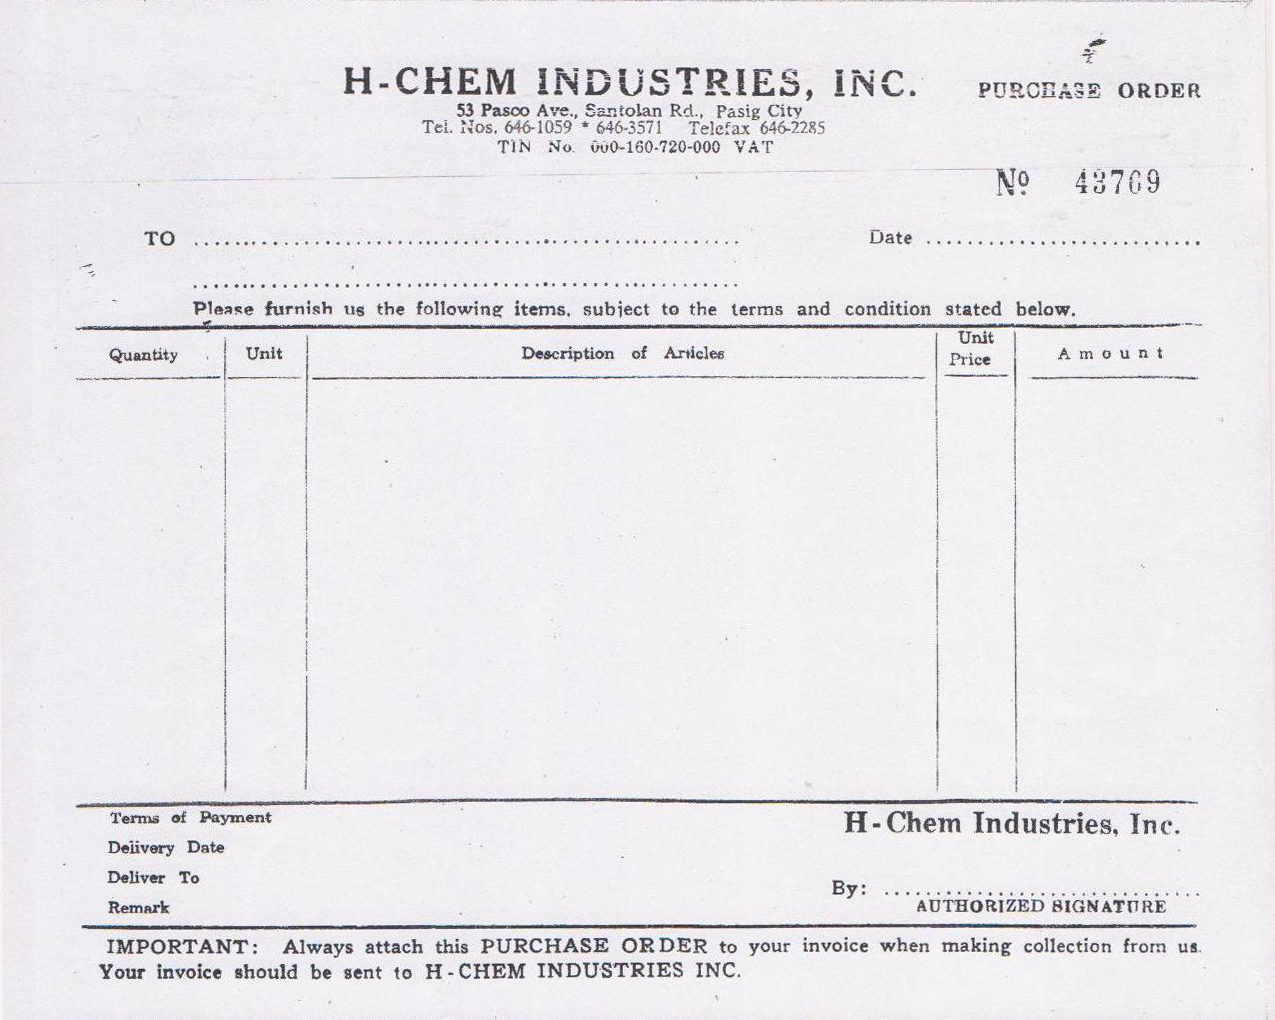 H-CHEM INDUSTRIES, INC.
PURCHASE ORDER
53 Pasco Ave., Santolan Rd., Pasig City
Tel. Nos. 646-1059 * 646-3571 Telefax 646-2285
TIN No. 000-160-720-000 VAT
Nº 43769
TO ........................................................
Date ...........................
........................................................
Please furnish us the following items, subject to the terms and condition stated below.
Quantity Unit Description of Articles Unit Price Amount
Terms of Payment
H-Chem Industries, Inc.
Delivery Date
Deliver To
By: ...............................
Remark
AUTHORIZED SIGNATURE
IMPORTANT: Always attach this PURCHASE ORDER to your invoice when making collection from us.
Your invoice should be sent to H-CHEM INDUSTRIES INC.